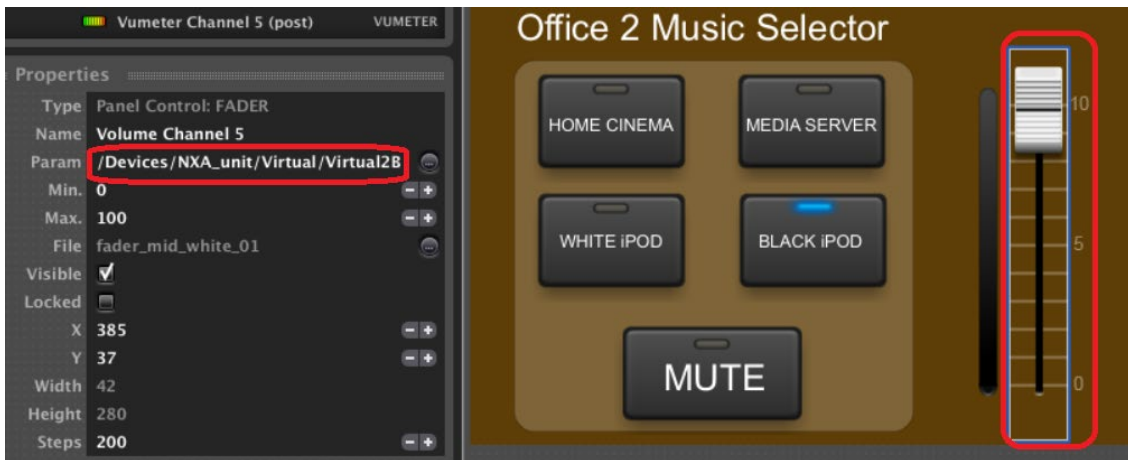 Vumeter Channel 5 (post) VUMETER
Properties
Type Panel Control: FADER
Name Volume Channel 5
Param /Devices/NXA_unit/Virtual/Virtual2B
Min. 0
Max. 100
File fader_mid_white_01
Visible
Locked
X 385
Y 37
Width 42
Height 280
Steps 200
Office 2 Music Selector
HOME CINEMA MEDIA SERVER
WHITE iPOD BLACK iPOD
MUTE
10
5
0